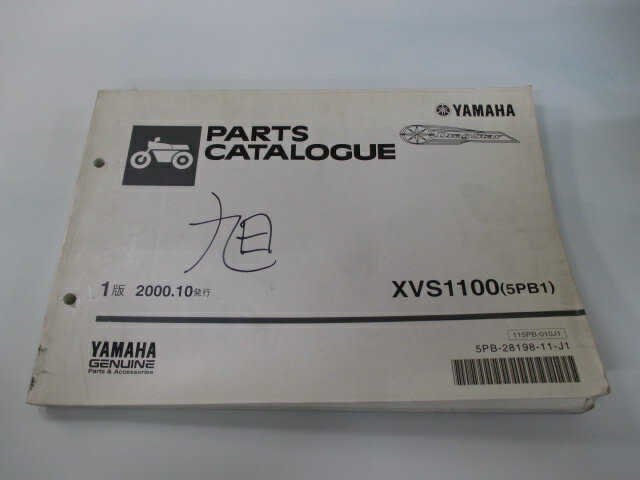 YAMAHA
PARTS
CATALOGUE
Dragstar
旭
1版 2000.10発行
XVS1100(5PB1)
115PB-010J1
5PB-28198-11-J1
YAMAHA
GENUINE
Parts & Accessories